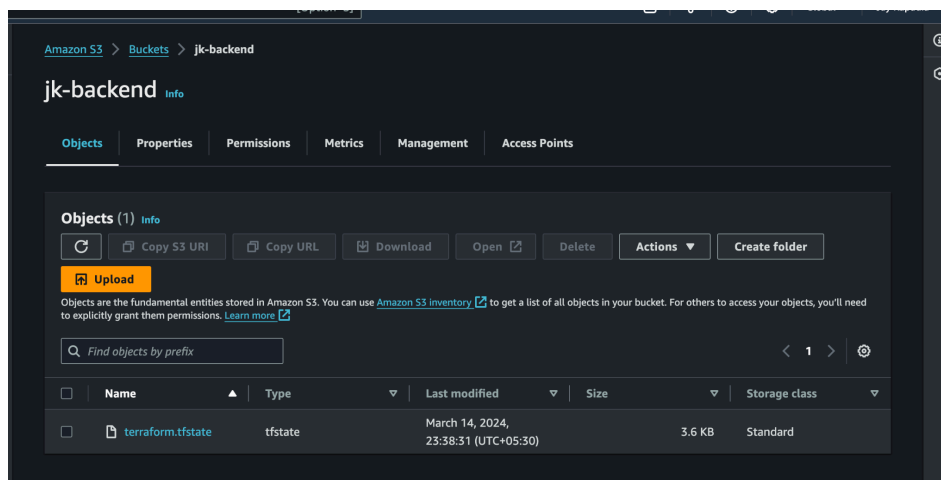 Amazon S3 > Buckets > jk-backend
jk-backend Info
Objects Properties Permissions Metrics Management Access Points
Objects (1) Info
Copy S3 URI Copy URL Download Open Delete Actions Create folder
Upload
Objects are the fundamental entities stored in Amazon S3. You can use Amazon S3 inventory to get a list of all objects in your bucket. For others to access your objects, you'll need
to explicitly grant them permissions. Learn more
Find objects by prefix 1
Name Type Last modified Size Storage class
terraform.tfstate tfstate March 14, 2024,
23:38:31 (UTC+05:30) 3.6 KB Standard